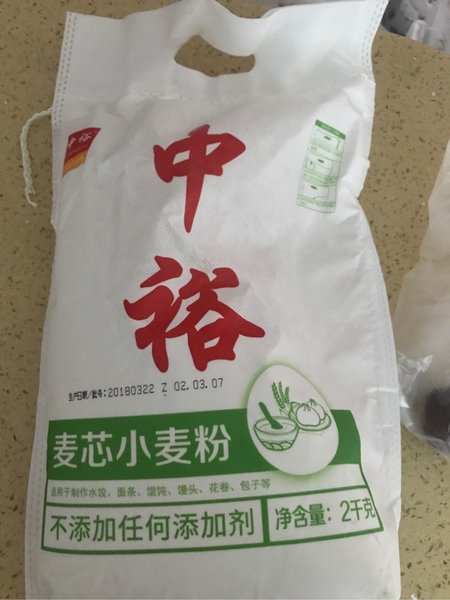 中裕
中
裕
生产日期/批号:20180322 Z 02.03.07
麦芯小麦粉
适用于制作水饺、面条、馄饨、馒头、花卷、包子等
不添加任何添加剂
净含量: 2千克